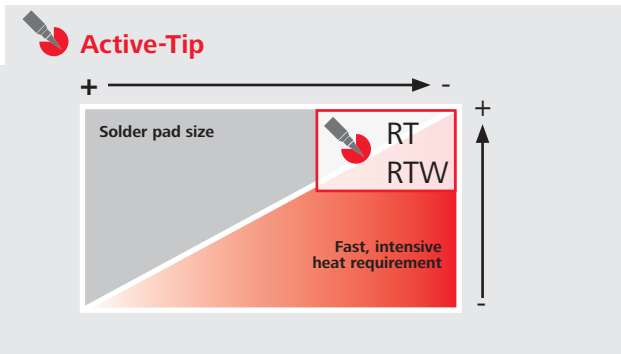 Active-Tip
+ -
+
Solder pad size
RT
RTW
Fast, intensive
heat requirement
-